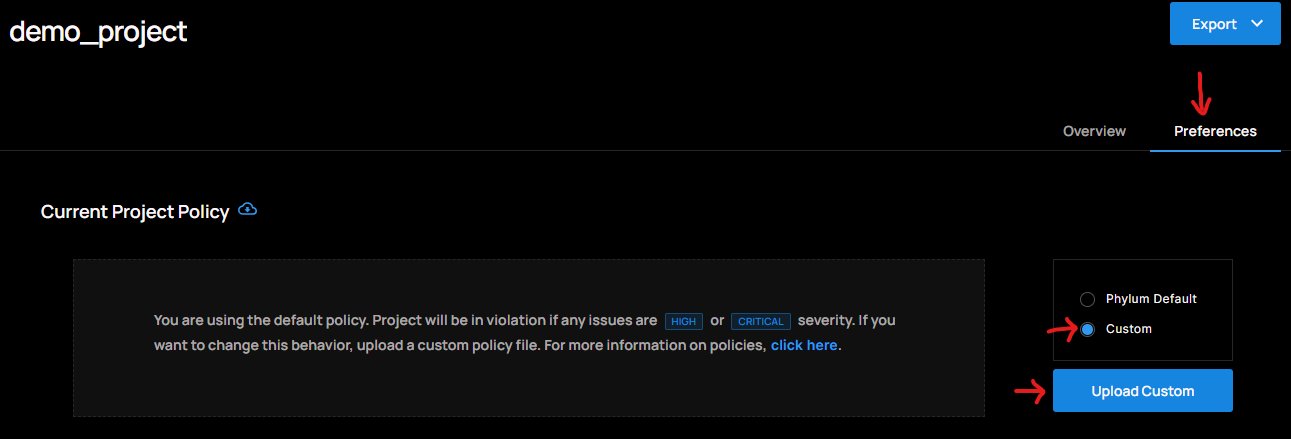 demo_project
Export
Overview
Preferences
Current Project Policy
You are using the default policy. Project will be in violation if any issues are HIGH or CRITICAL severity. If you
want to change this behavior, upload a custom policy file. For more information on policies, click here.
Phylum Default
Custom
Upload Custom